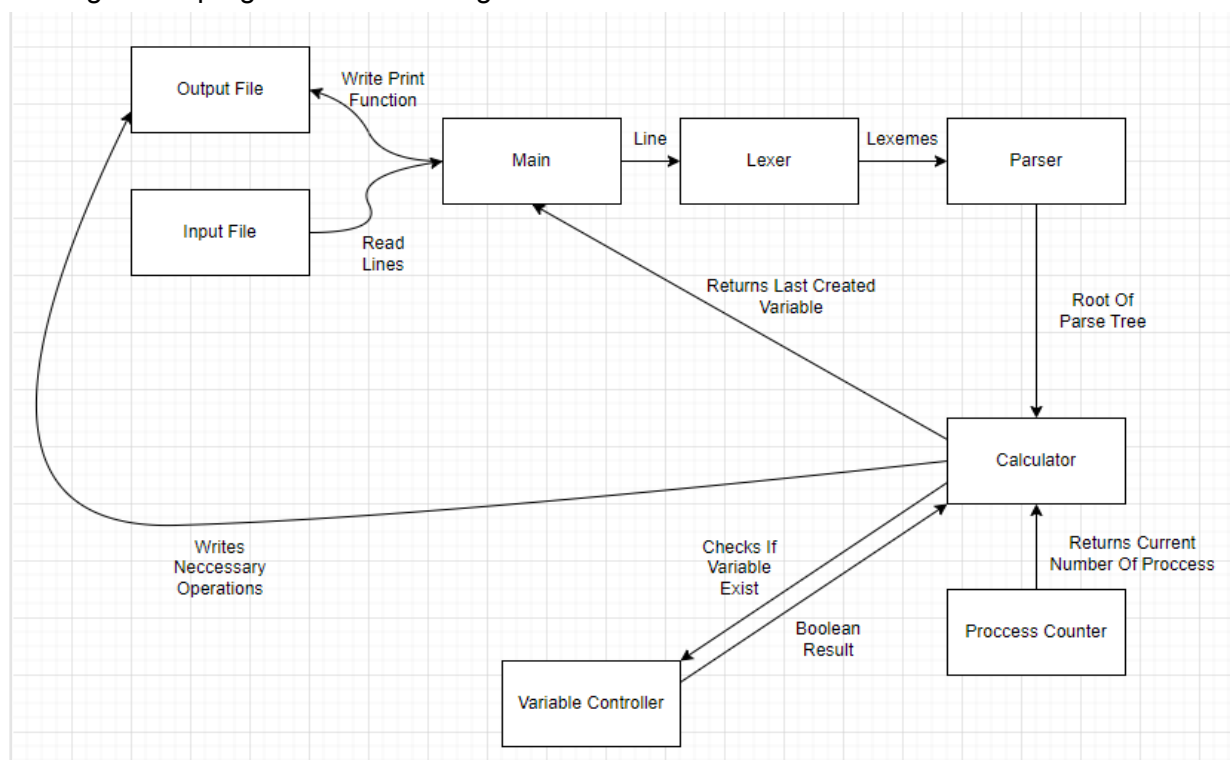 Output File
Write Print
Function
Main
Line
Lexer
Lexemes
Parser
Input File
Read
Lines
Returns Last Created
Variable
Root Of
Parse Tree
Calculator
Writes
Neccessary
Operations
Checks If
Variable
Exist
Returns Current
Number Of Proccess
Boolean
Result
Proccess Counter
Variable Controller